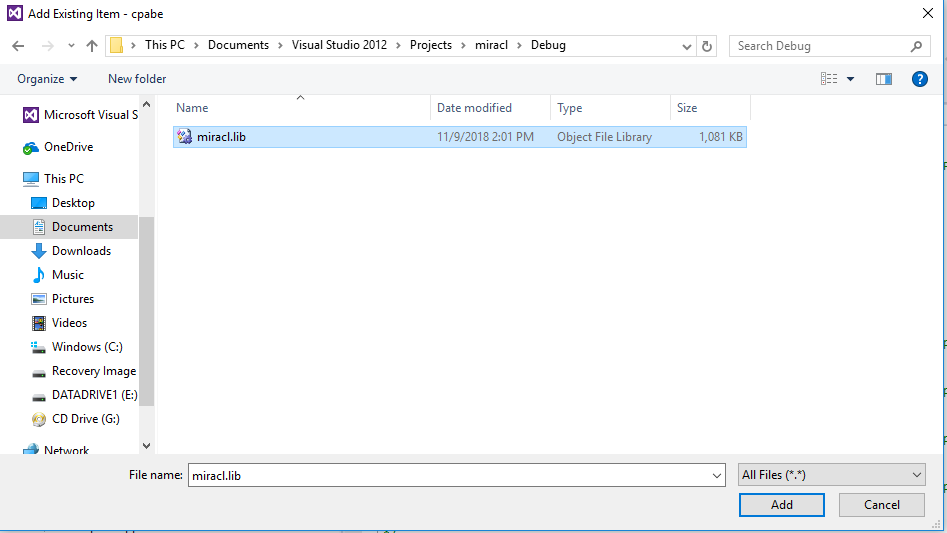 Add Existing Item - cpabe
This PC > Documents > Visual Studio 2012 > Projects > miracl > Debug
Search Debug
Organize
New folder
Name
Date modified
Type
Size
miracl.lib
11/9/2018 2:01 PM
Object File Library
1,081 KB
Microsoft Visual S
OneDrive
This PC
Desktop
Documents
Downloads
Music
Pictures
Videos
Windows (C:)
Recovery Image
DATADRIVE1 (E:)
CD Drive (G:)
Network
File name:
miracl.lib
All Files (*.*)
Add
Cancel